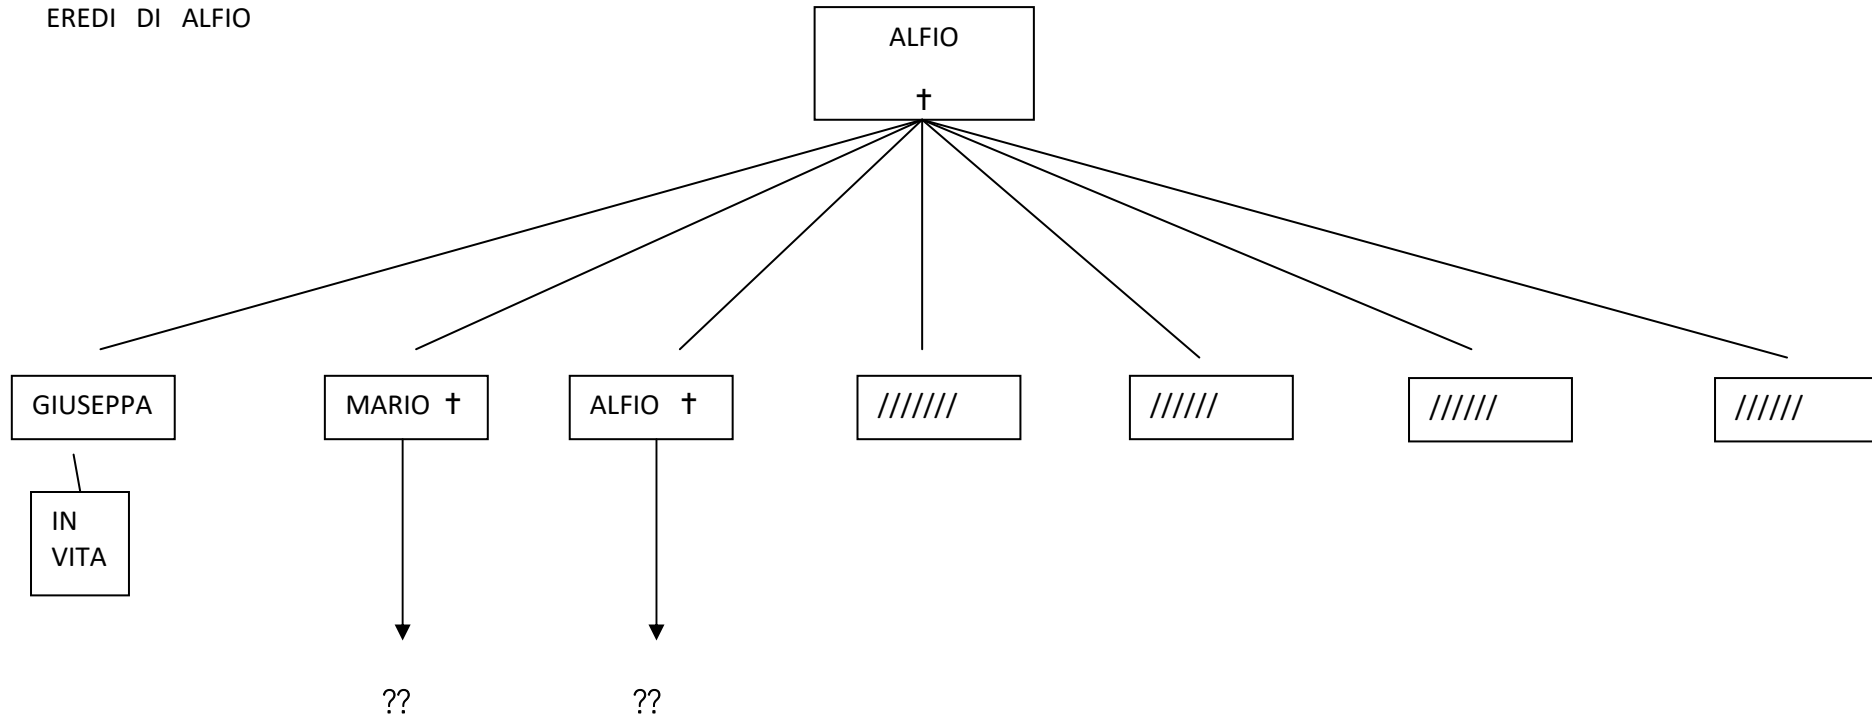 EREDI DI ALFIO
ALFIO
†
GIUSEPPA
MARIO †
ALFIO †
///////
//////
//////
//////
IN
VITA
??
??